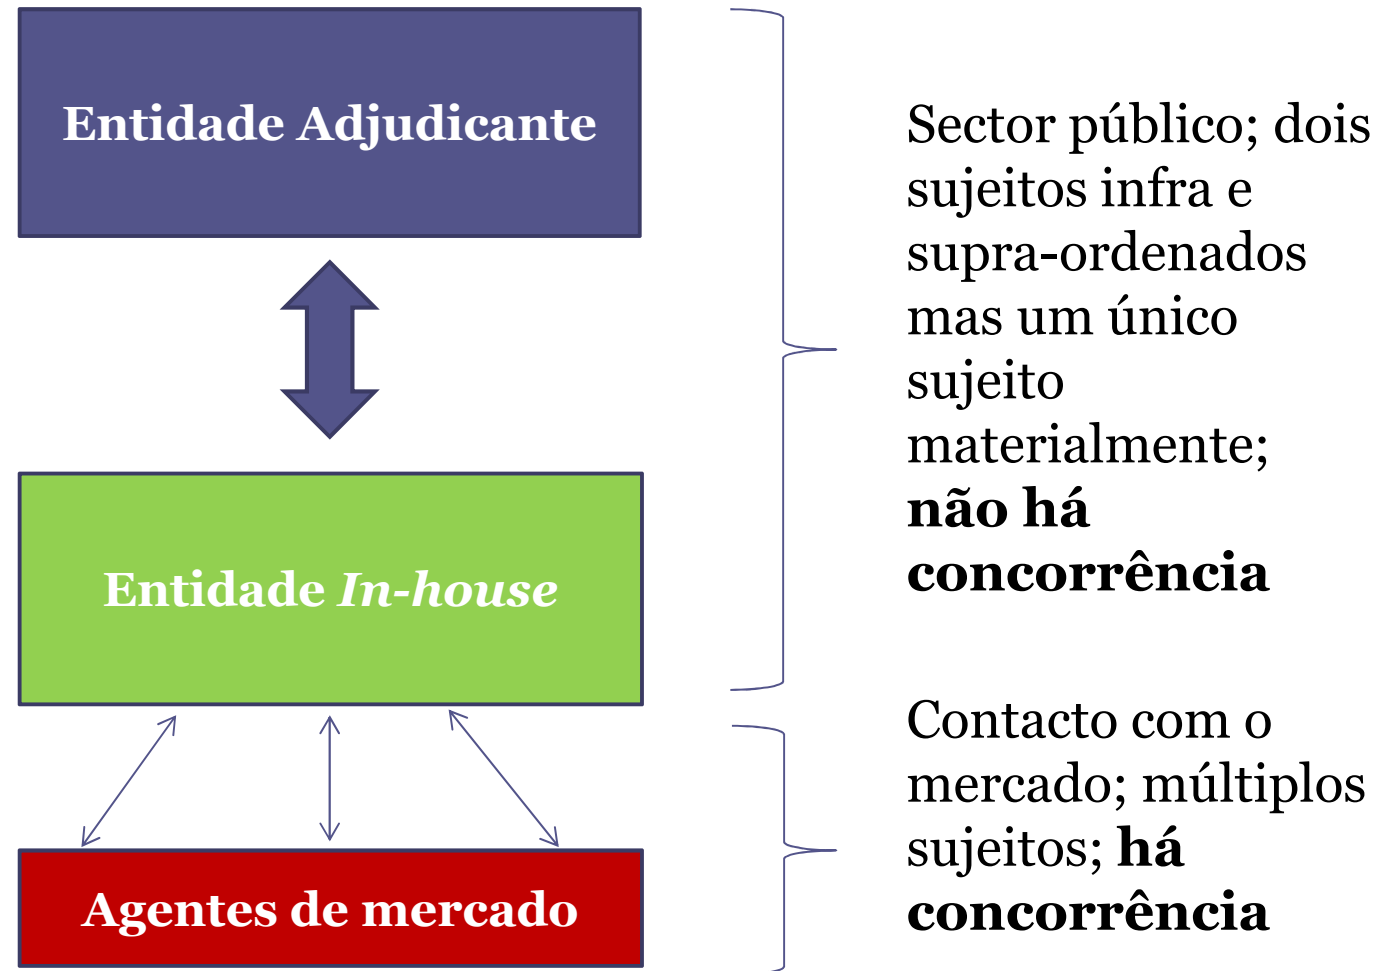 Entidade Adjudicante
Sector público; dois
sujeitos infra e
supra-ordenados
mas um único
sujeito
materialmente;
não há
concorrência
Entidade In-house
Contacto com o
mercado; múltiplos
sujeitos; há
concorrência
Agentes de mercado